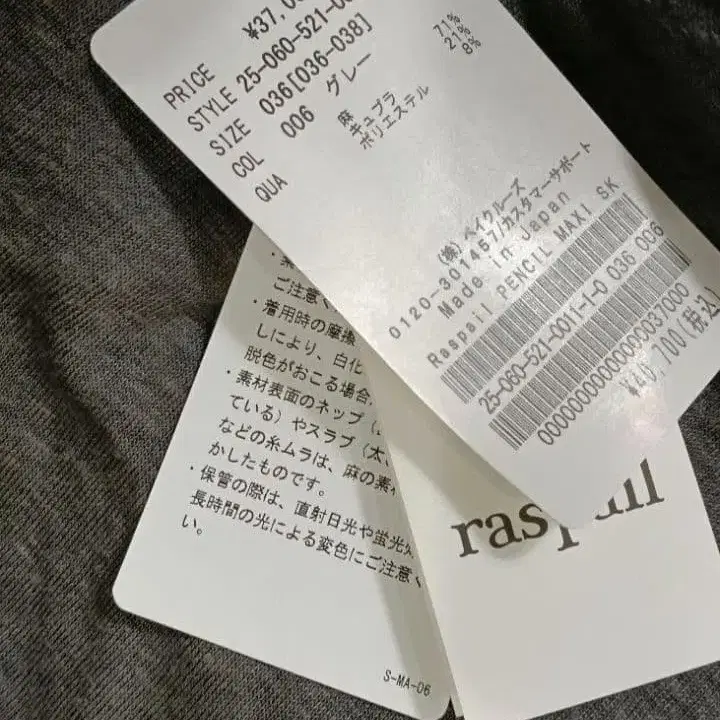 PRICE ¥37,0
STYLE 25-060-521-00
SIZE 036[036-038]
COL 006 グレー
QUA 麻 71%
キュプラ 21%
ポリエステル 8%
(株)ベイクルーズ
0120-301457/カスタマーサポート
Made in Japan
Raspail PENCIL MAXI SK
25-060-521-0011-1-0 036 006
0000000000000037000
¥40,700(税込)
ご注意く
・着用時の摩擦
しにより、白化
脱色がおこる場合
・素材表面のネップ
ている)やスラブ(太、
などの糸ムラは、麻の素
かしたものです。
・保管の際は、直射日光や蛍光
長時間の光による変色にご注意く
い。
S-MA-06
raspail